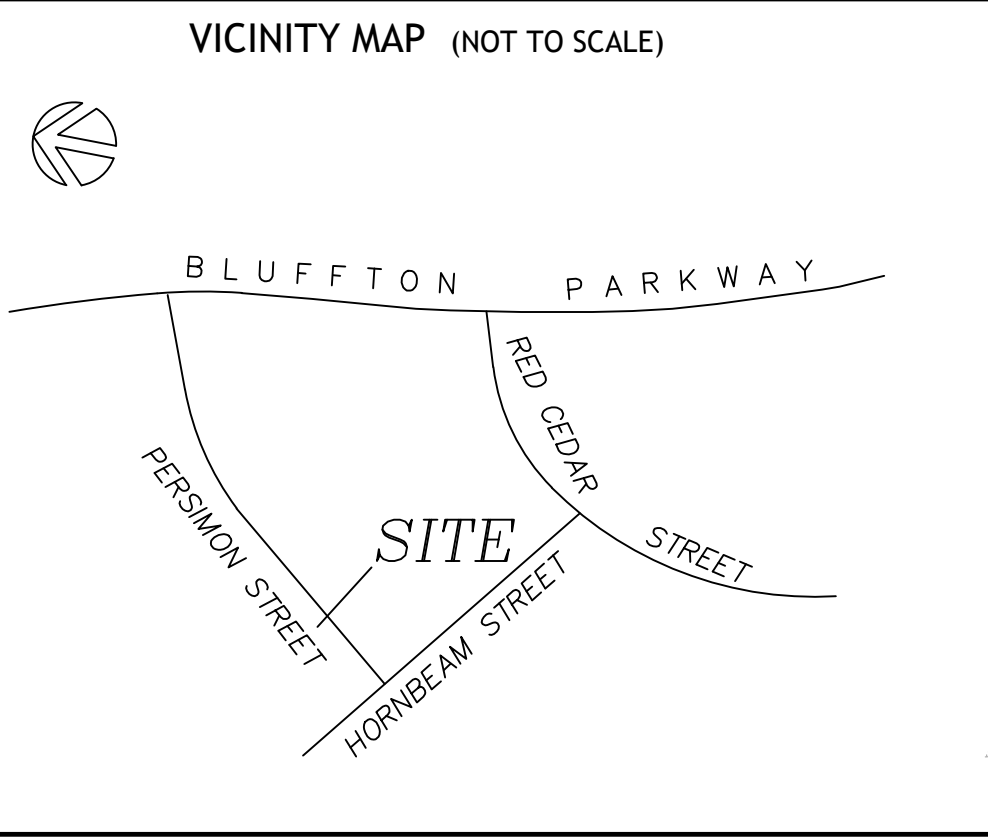 VICINITY MAP (NOT TO SCALE)
BLUFFTON PARKWAY
RED CEDAR STREET
PERSIMON STREET
SITE
HORNBEAM STREET